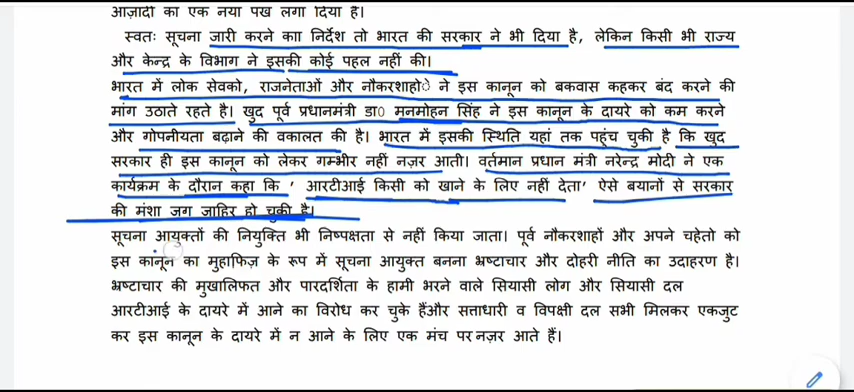 आज़ादी का एक नया पंख लगा दिया है।
स्वतः सूचना जारी करने काा निर्देश तो भारत की सरकार ने भी दिया है, लेकिन किसी भी राज्य
और केन्द्र के विभाग ने इसकी कोई पहल नहीं की।
भारत में लोक सेवको, राजनेताओं और नौकरशाहोे ने इस कानून को बकवास कहकर बंद करने की
मांग उठाते रहते है। खुद पूर्व प्रधानमंत्री डा0 मनमोहन सिंह ने इस कानून के दायरे को कम करने
और गोपनीयता बढ़ाने की वकालत की है। भारत में इसकी स्थिति यहां तक पहुंच चुकी है कि खुद
सरकार ही इस कानून को लेकर गम्भीर नहीं नज़र आती। वर्तमान प्रधान मंत्री नरेन्द्र मोदी ने एक
कार्यक्रम के दौरान कहा कि ' आरटीआई किसी को खाने के लिए नहीं देता' ऐसे बयानों से सरकार
की मंशा जग जाहिर हो चुकी है।
सूचना आयुक्तों की नियुक्ति भी निष्पक्षता से नहीं किया जाता। पूर्व नौकरशाहों और अपने चहेतो को
इस कानून का मुहाफिज़ के रूप में सूचना आयुक्त बनना भ्रष्टाचार और दोहरी नीति का उदाहरण है।
भ्रष्टाचार की मुखालिफत और पारदर्शिता के हामी भरने वाले सियासी लोग और सियासी दल
आरटीआई के दायरे में आने का विरोध कर चुके हैंऔर सत्ताधारी व विपक्षी दल सभी मिलकर एकजुट
कर इस कानून के दायरे में न आने के लिए एक मंच पर नज़र आते हैं।